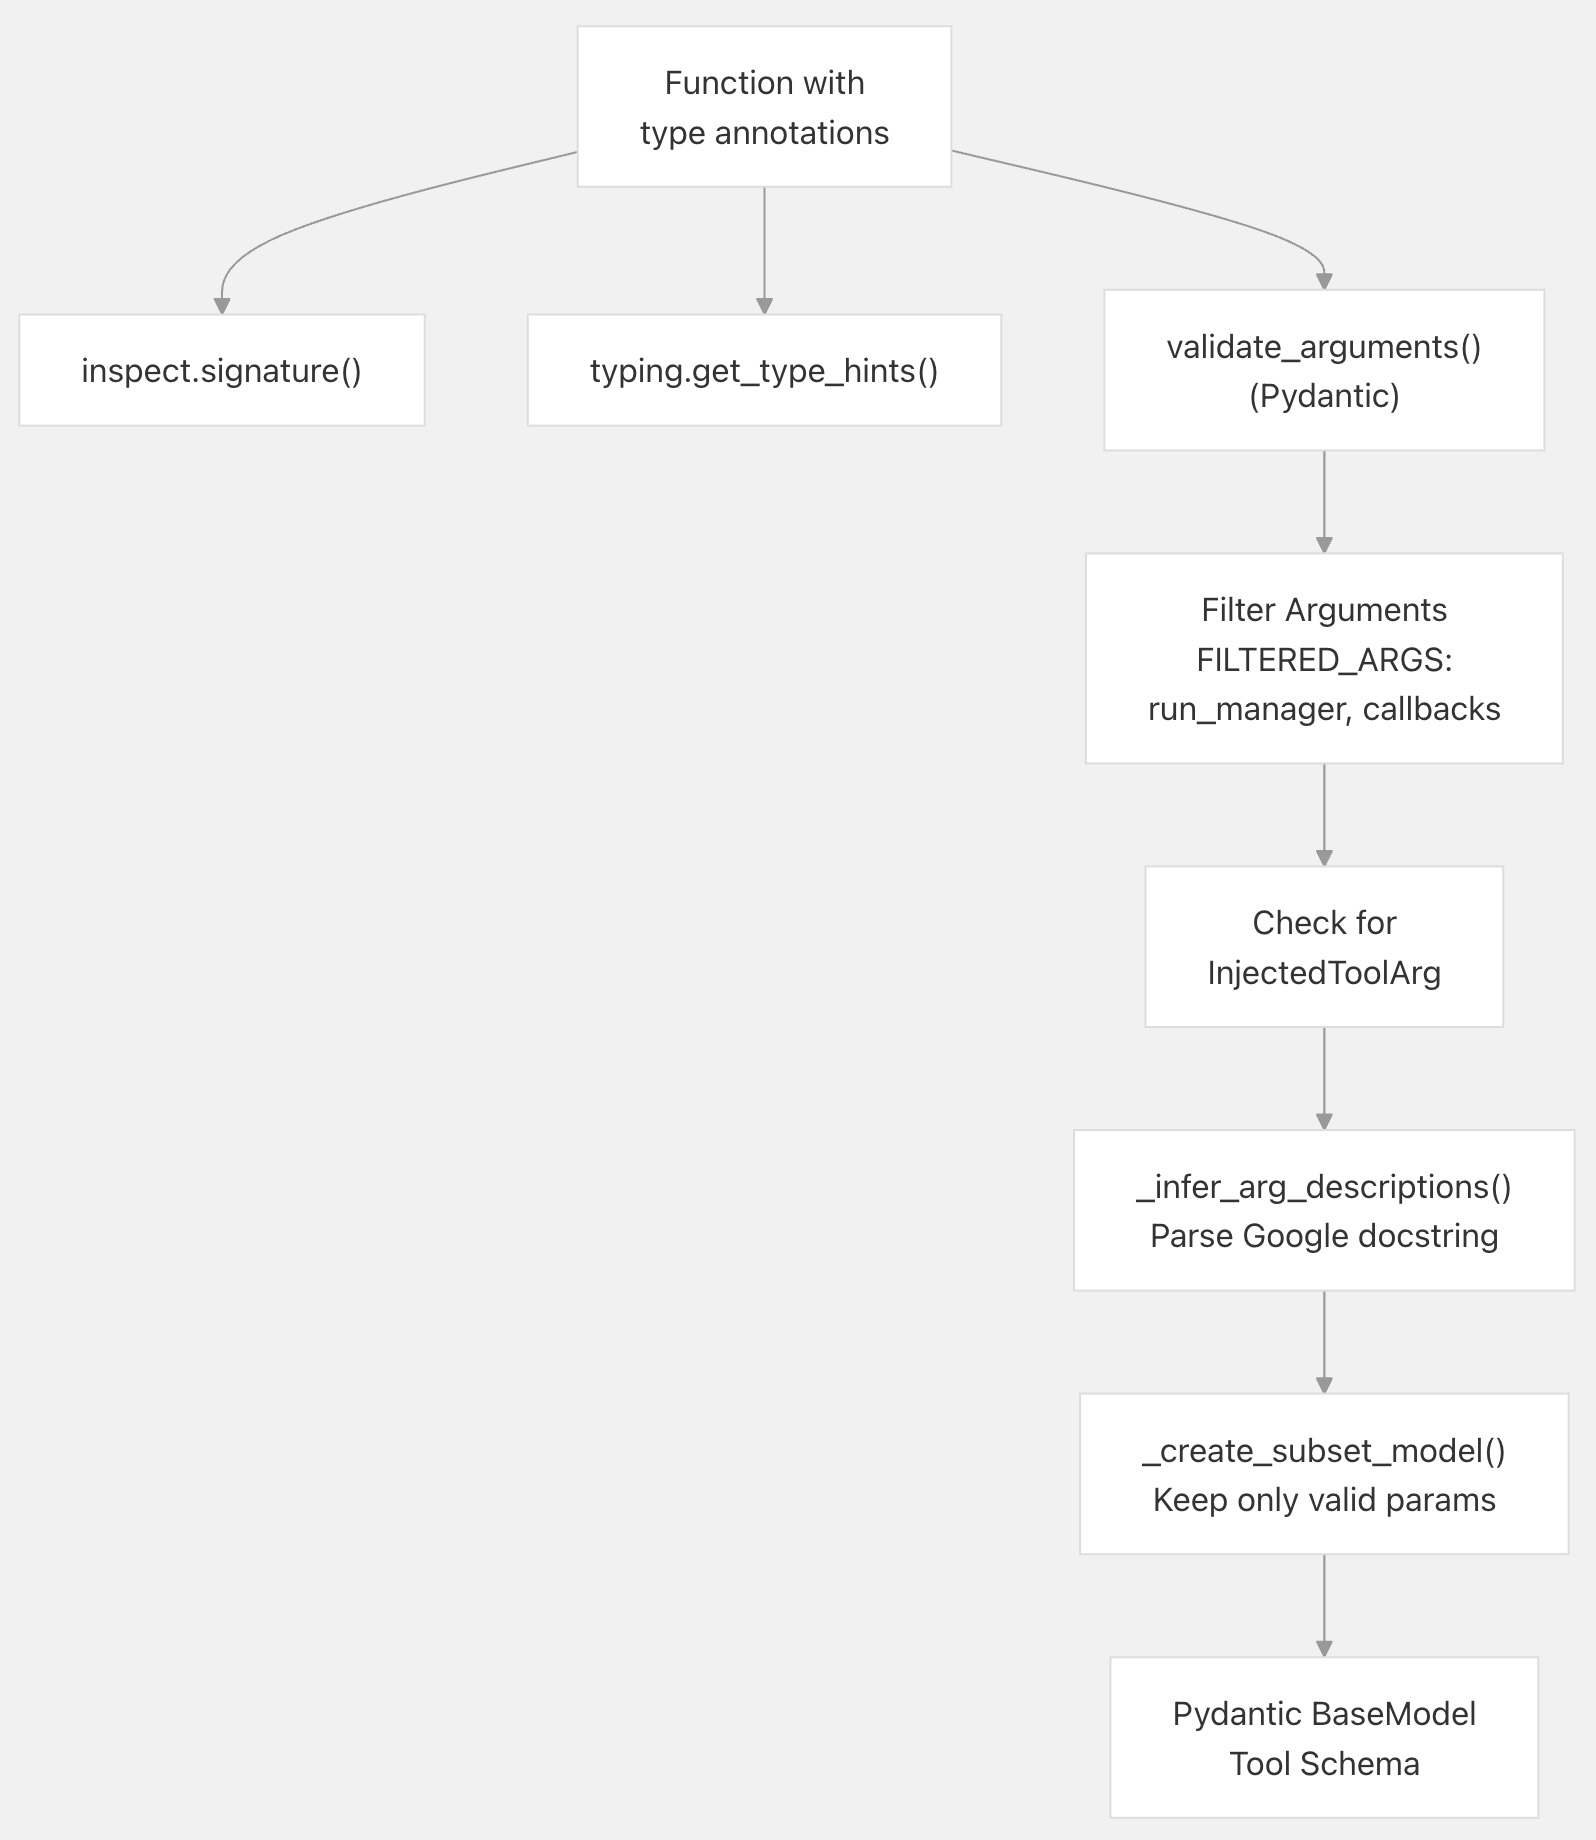 Function with
type annotations
inspect.signature()
typing.get_type_hints()
validate_arguments()
(Pydantic)
Filter Arguments
FILTERED_ARGS:
run_manager, callbacks
Check for
InjectedToolArg
_infer_arg_descriptions()
Parse Google docstring
_create_subset_model()
Keep only valid params
Pydantic BaseModel
Tool Schema